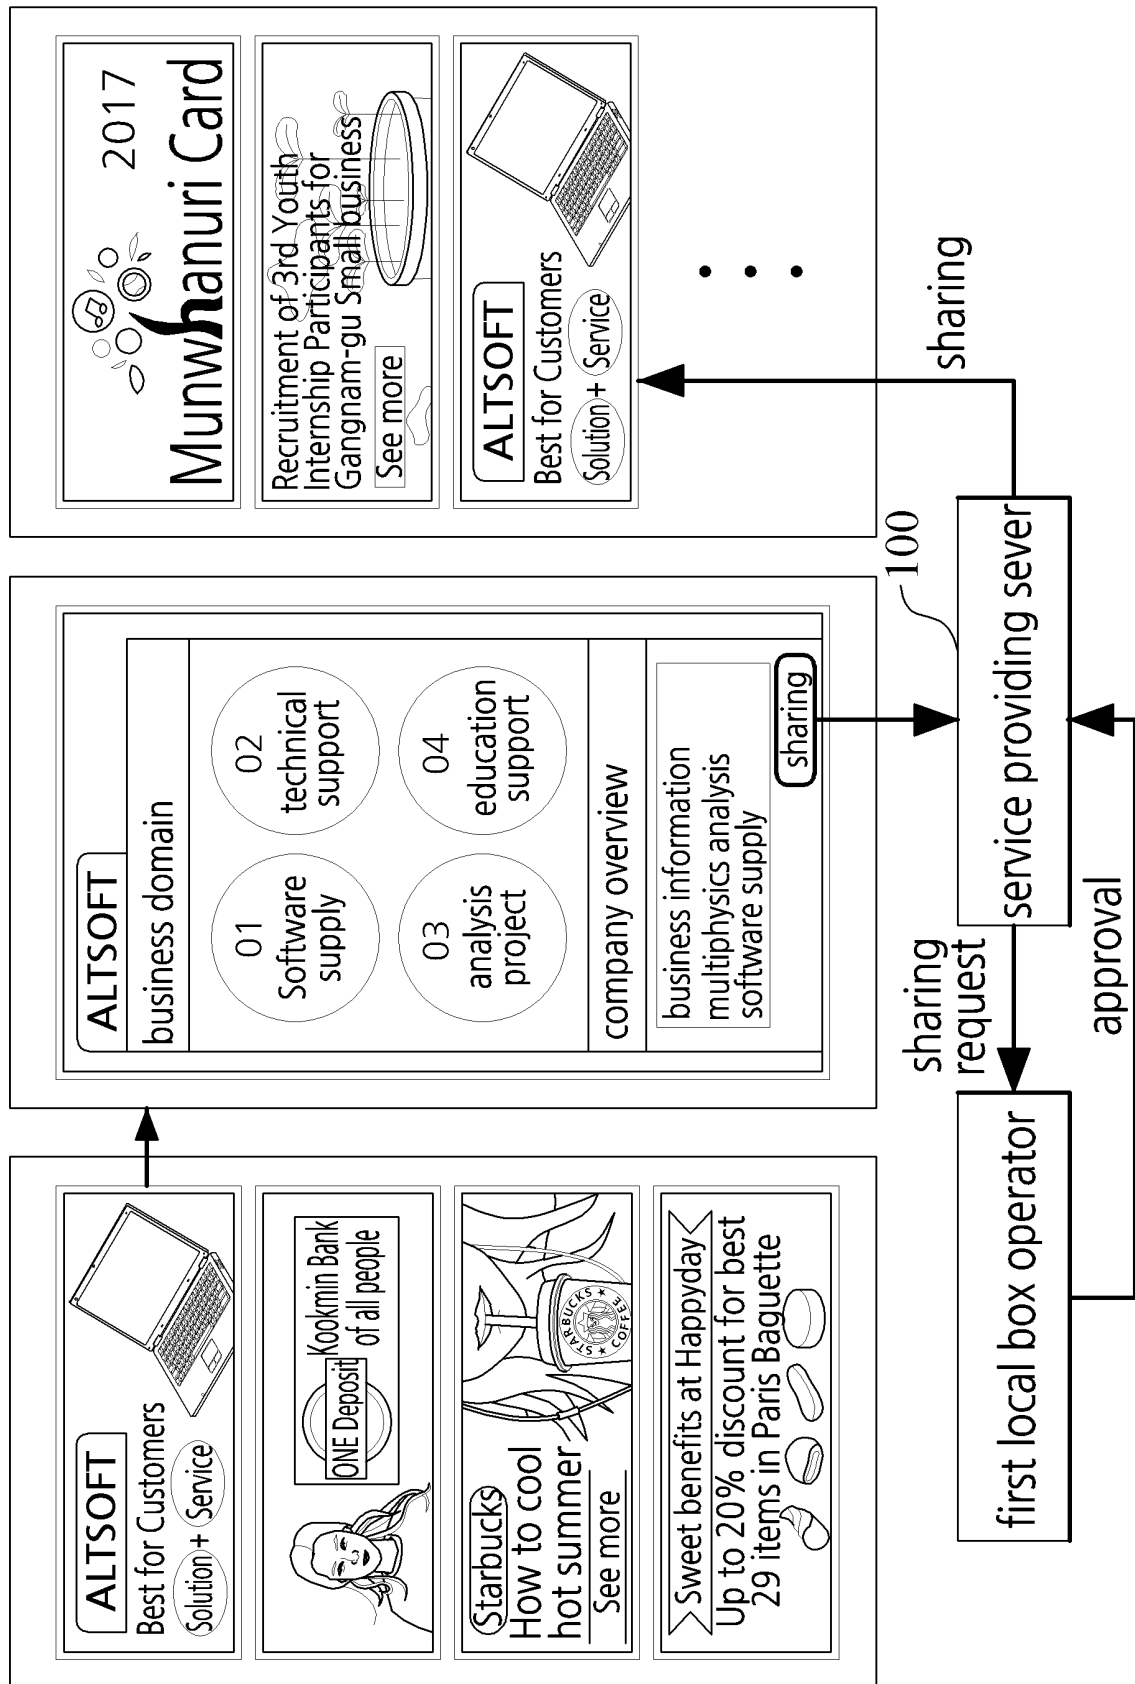 ALTSOFT
Best for Customers
Solution + Service
ONE Deposit
Kookmin Bank
of all people
Starbucks
How to cool
hot summer
See more
STARBUCKS
COFFEE
Sweet benefits at Happyday
Up to 20% discount for best
29 items in Paris Baguette
ALTSOFT
business domain
01
Software
supply
02
technical
support
03
analysis
project
04
education
support
company overview
business information
multiphysics analysis
software supply
sharing
2017
Munwhanuri Card
Recruitment of 3rd Youth
Internship Participants for
Gangnam-gu Small business
See more
ALTSOFT
Best for Customers
Solution + Service
first local box operator
sharing
request
approval
service providing sever
100
sharing